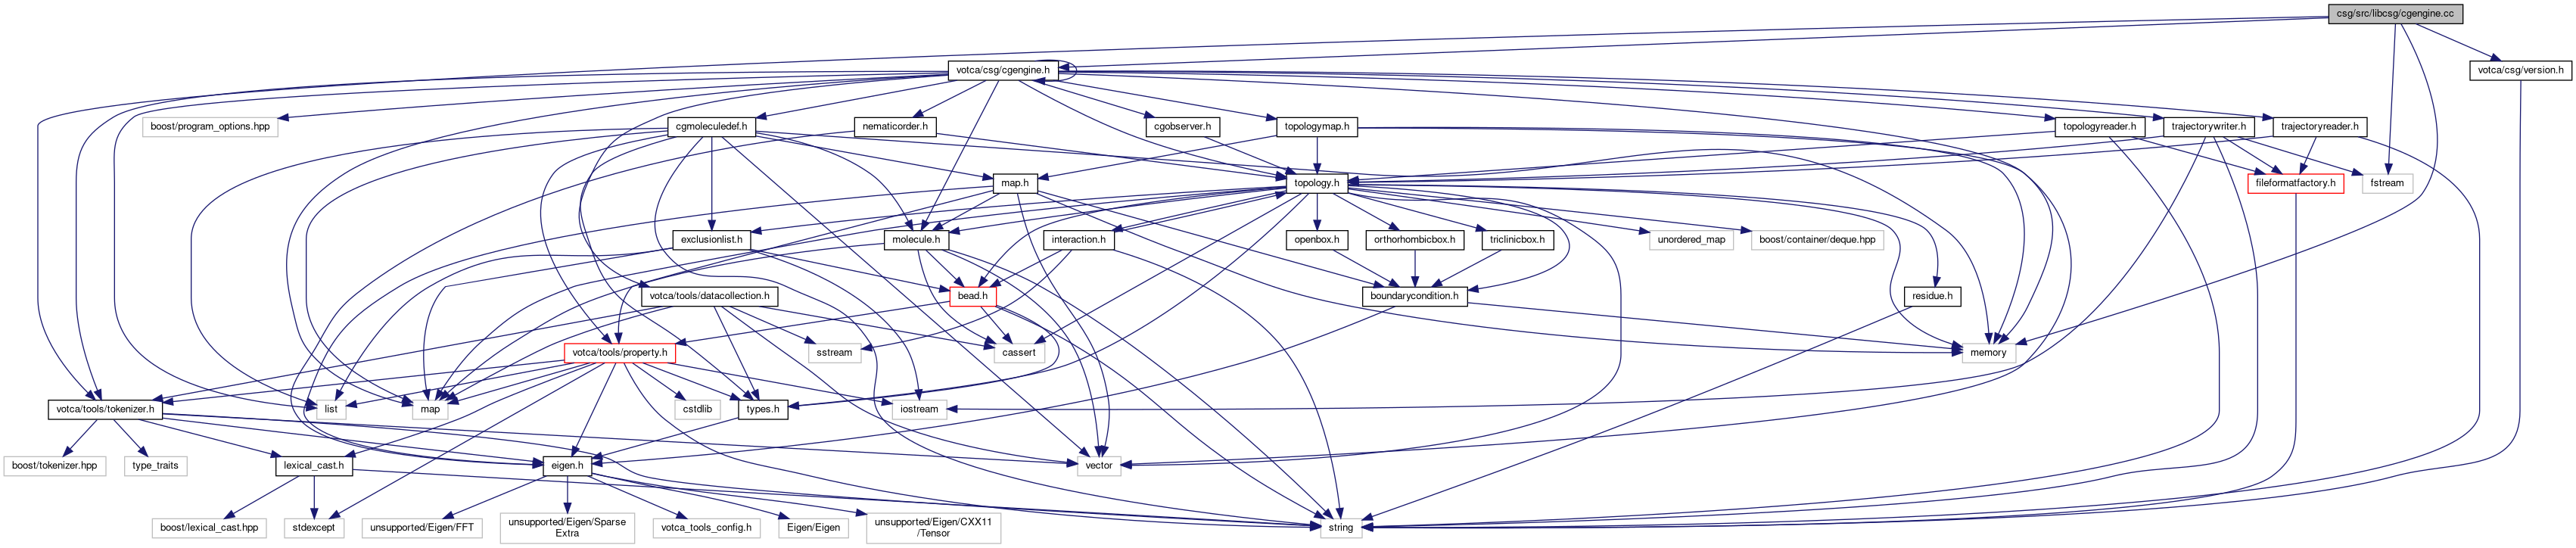 csg/src/libcsg/cgengine.cc
votca/csg/cgengine.h
votca/csg/version.h
boost/program_options.hpp
cgmoleculedef.h
nematicorder.h
cgobserver.h
topologymap.h
topologyreader.h
trajectorywriter.h
trajectoryreader.h
map.h
topology.h
fileformatfactory.h
fstream
exclusionlist.h
molecule.h
interaction.h
openbox.h
orthorhombicbox.h
triclinicbox.h
unordered_map
boost/container/deque.hpp
votca/tools/datacollection.h
bead.h
boundarycondition.h
residue.h
votca/tools/property.h
sstream
cassert
memory
votca/tools/tokenizer.h
list
map
cstdlib
types.h
iostream
boost/tokenizer.hpp
type_traits
lexical_cast.h
eigen.h
vector
boost/lexical_cast.hpp
stdexcept
unsupported/Eigen/FFT
unsupported/Eigen/Sparse
Extra
votca_tools_config.h
Eigen/Eigen
unsupported/Eigen/CXX11
/Tensor
string